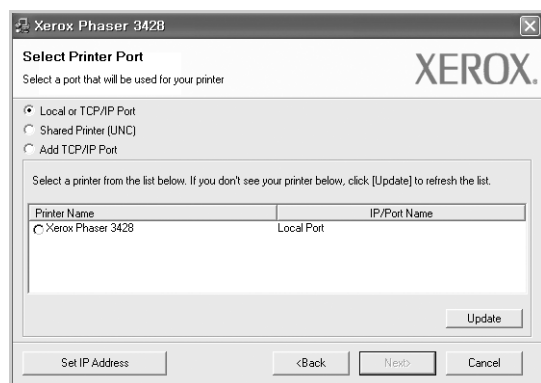 Xerox Phaser 3428
Select Printer Port
Select a port that will be used for your printer
XEROX.
Local or TCP/IP Port
Shared Printer (UNC)
Add TCP/IP Port
Select a printer from the list below. If you don't see your printer below, click [Update] to refresh the list.
Printer Name IP/Port Name
Xerox Phaser 3428 Local Port
Update
Set IP Address <Back Next> Cancel